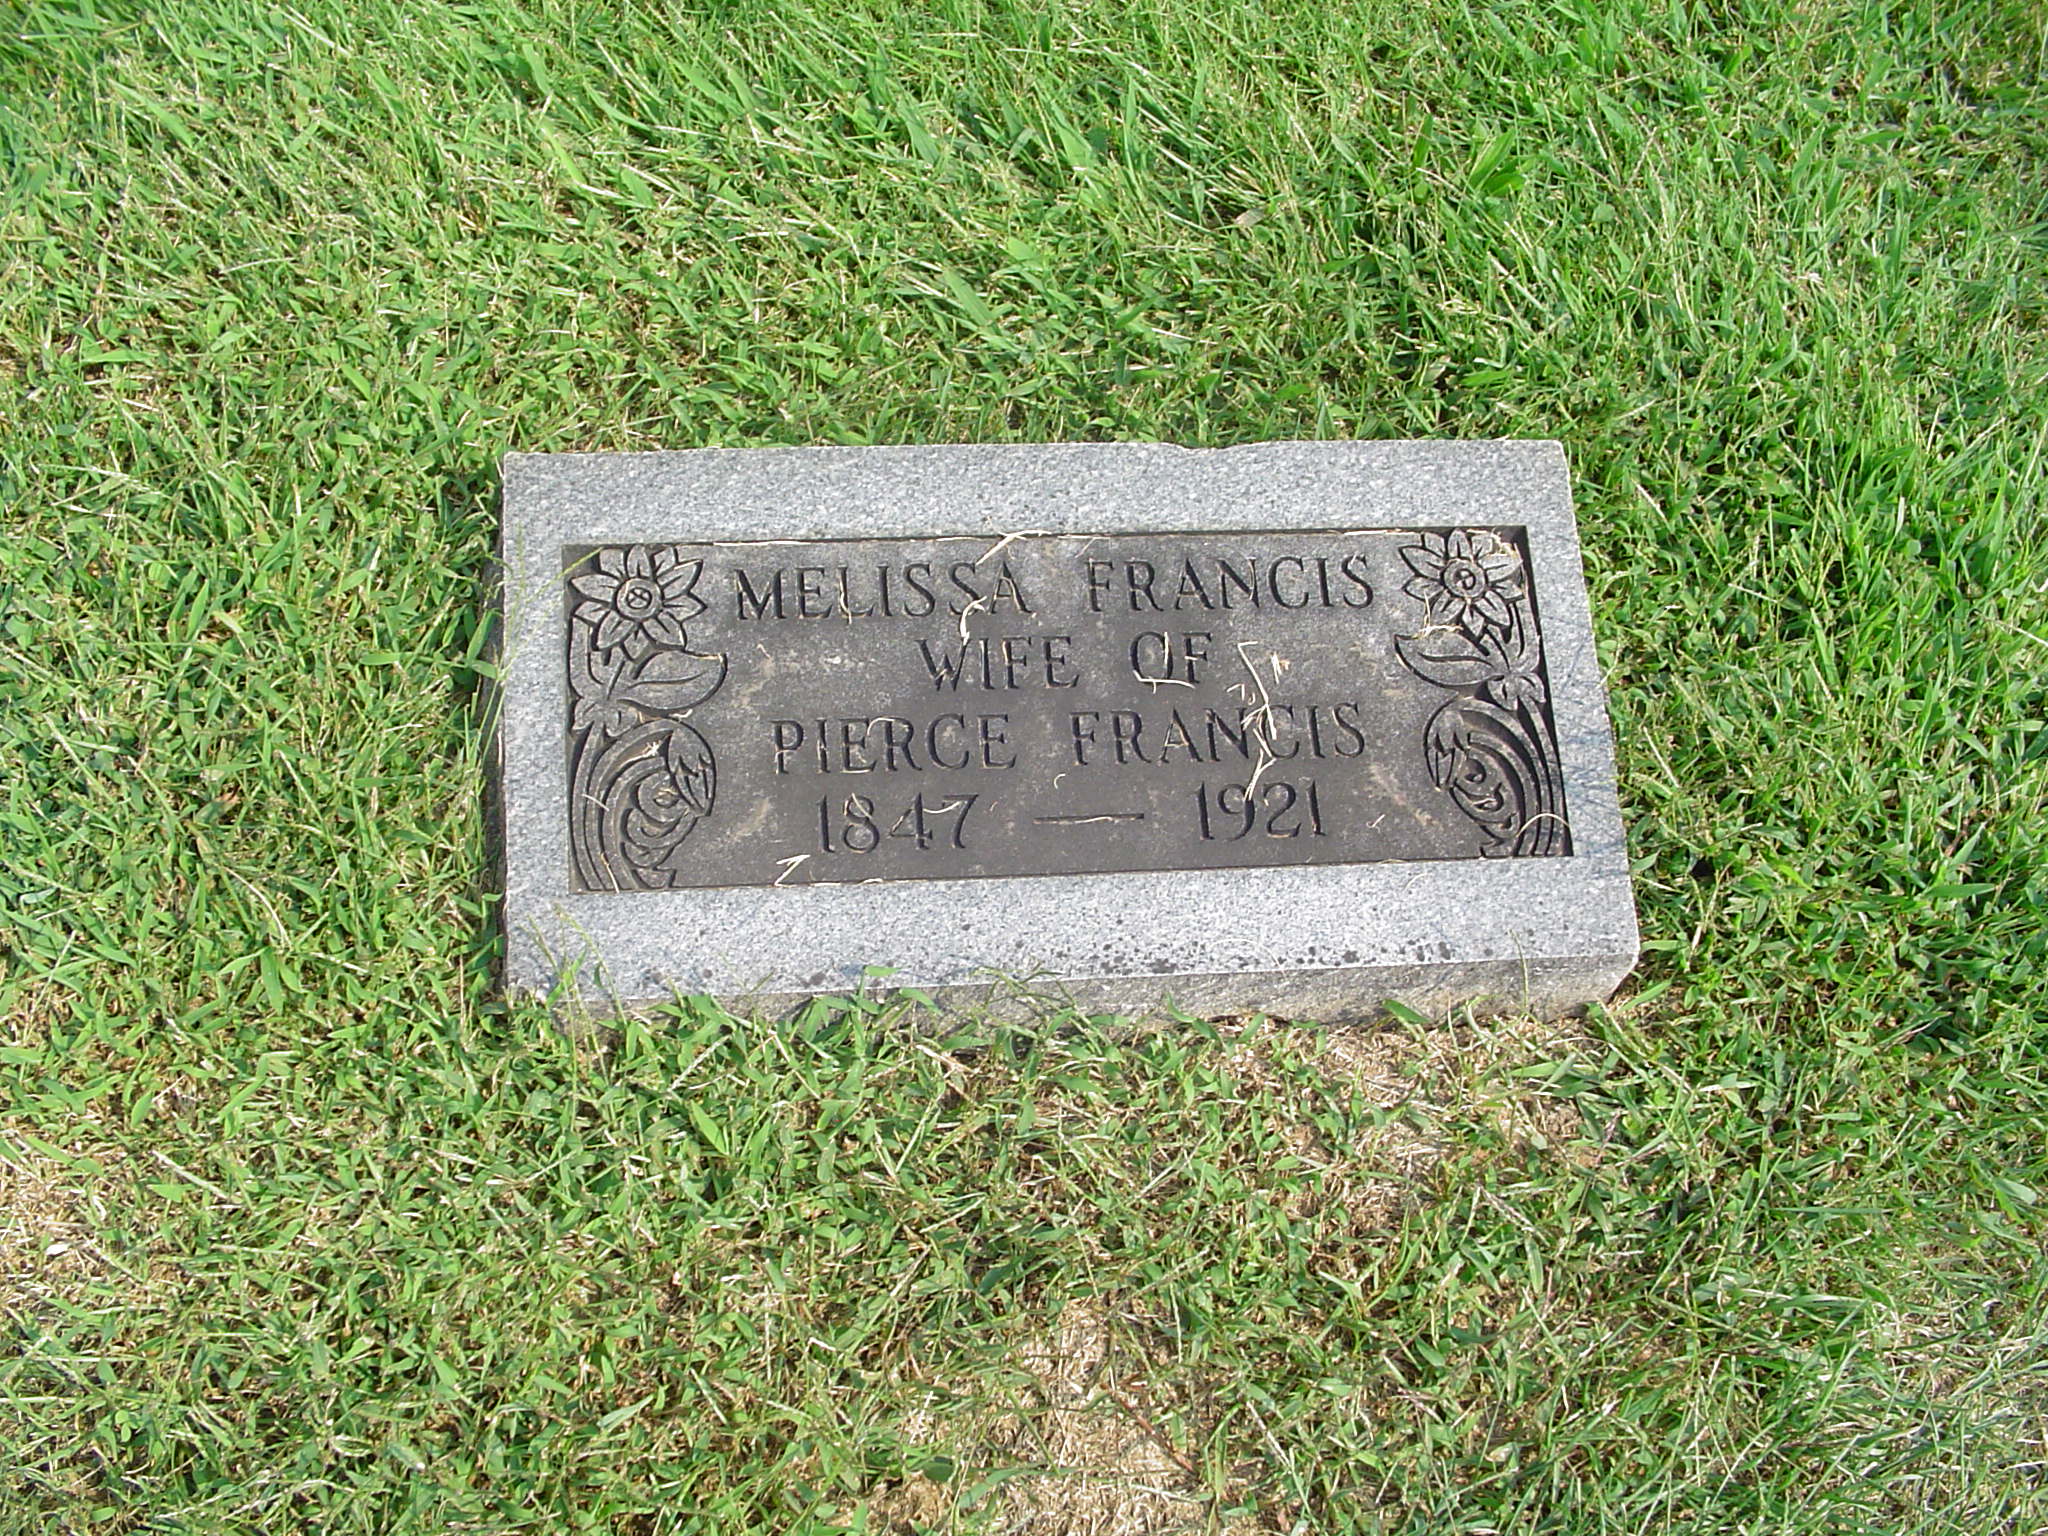 MELISSA FRANCIS
WIFE OF
PIERCE FRANCIS
1847 — 1921